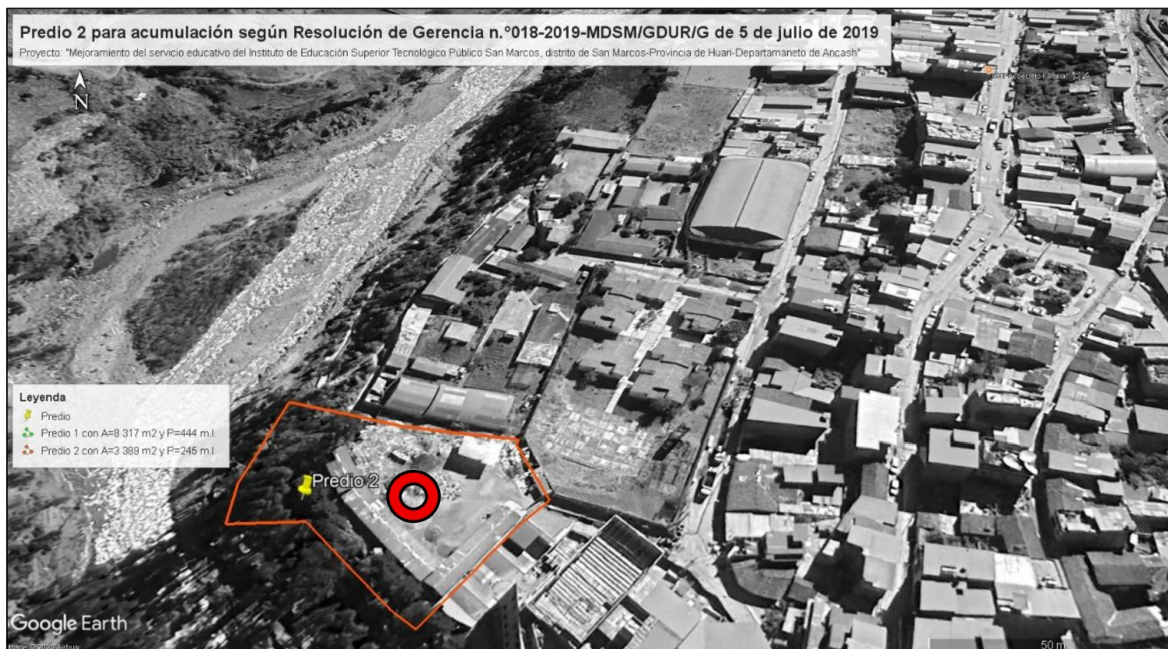 Predio 2 para acumulación según Resolución de Gerencia n.°018-2019-MDSM/GDUR/G de 5 de julio de 2019
Proyecto: "Mejoramiento del servicio educativo del Instituto de Educación Superior Tecnológico Público San Marcos, distrito de San Marcos-Provincia de Huari-Departamaneto de Ancash"
N
Leyenda
Predio
Predio 1 con A=8 317 m2 y P=444 m.l.
Predio 2 con A=3 389 m2 y P=245 m.l
Predio 2
Google Earth
50 m